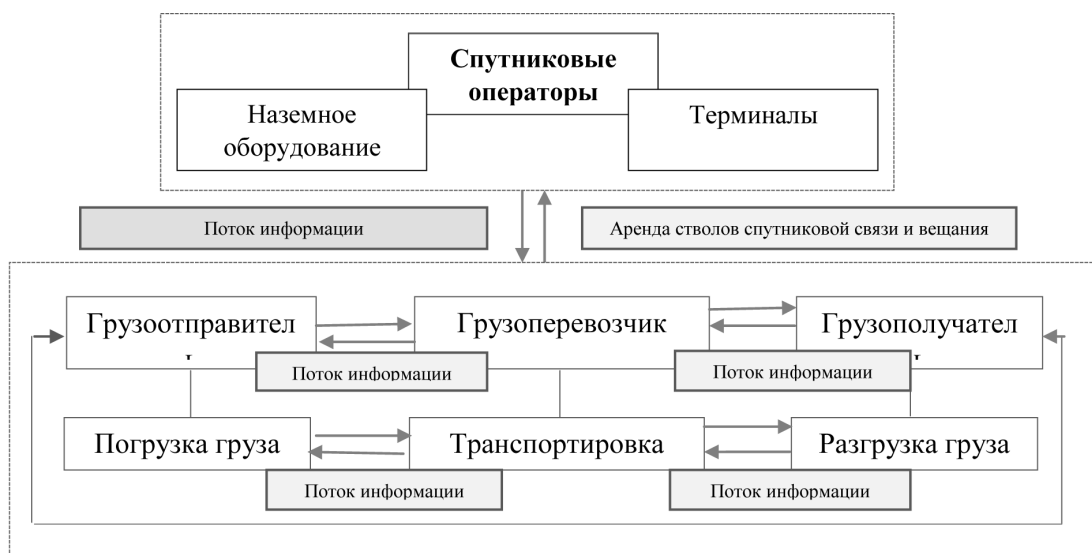 Спутниковые
операторы
Наземное
оборудование
Терминалы
Поток информации
Аренда стволов спутниковой связи и вещания
Грузоотправител
Грузоперевозчик
Грузополучател
Поток информации
Поток информации
Погрузка груза
Транспортировка
Разгрузка груза
Поток информации
Поток информации